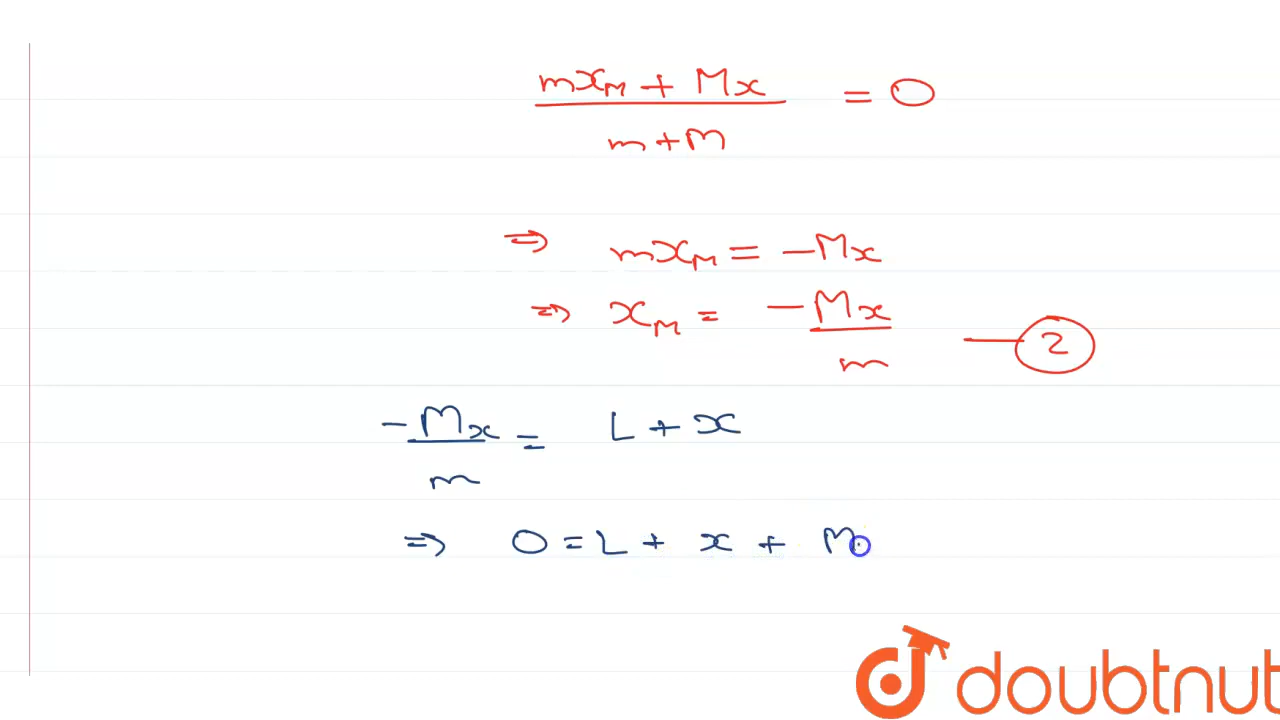 mx_M + Mx / m+M = 0
⇒ mx_M = -Mx
⇒ x_M = -Mx / m — 2
-Mx / m = L + x
⇒ 0 = L + x + M
doubtnut